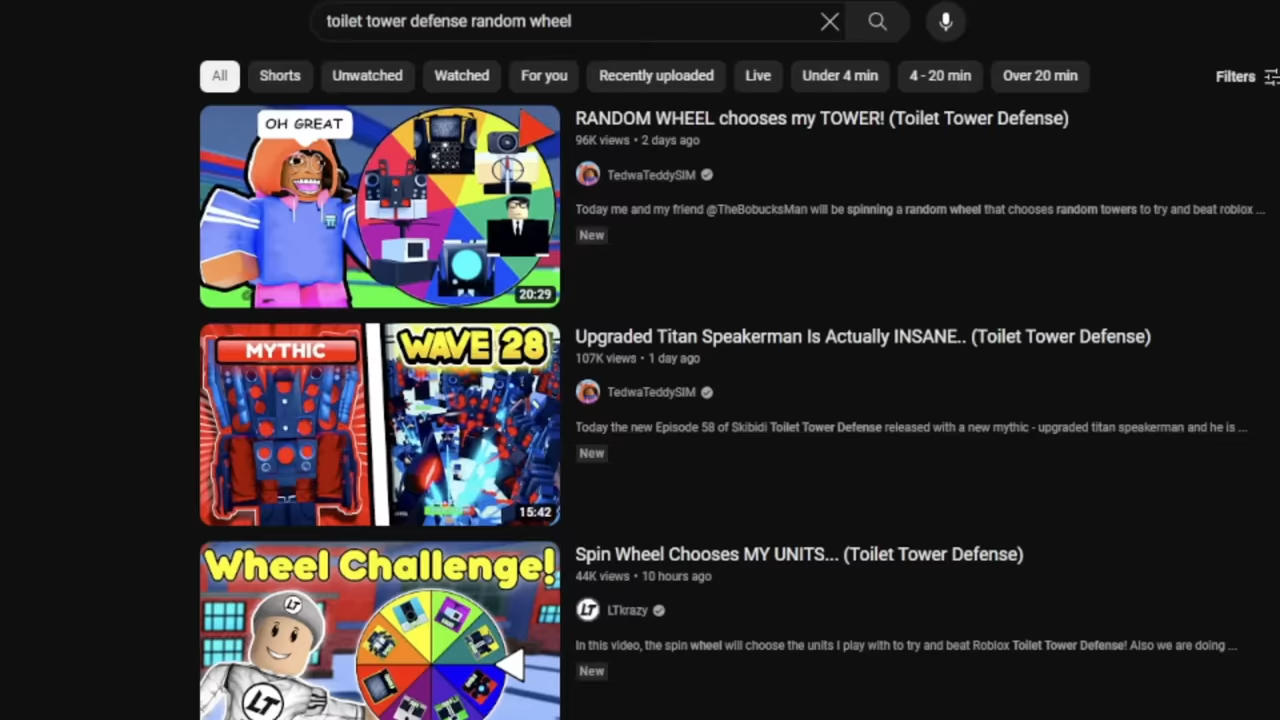 toilet tower defense random wheel
All Shorts Unwatched Watched For you Recently uploaded Live Under 4 min 4 - 20 min Over 20 min Filters
OH GREAT
20:29
RANDOM WHEEL chooses my TOWER! (Toilet Tower Defense)
96K views • 2 days ago
TedwaTeddySIM
Today me and my friend @TheBobucksMan will be spinning a random wheel that chooses random towers to try and beat roblox ...
New
MYTHIC
WAVE 28
15:42
Upgraded Titan Speakerman Is Actually INSANE.. (Toilet Tower Defense)
107K views • 1 day ago
TedwaTeddySIM
Today the new Episode 58 of Skibidi Toilet Tower Defense released with a new mythic - upgraded titan speakerman and he is ...
New
Wheel Challenge!
LT
LT
Spin Wheel Chooses MY UNITS... (Toilet Tower Defense)
44K views • 10 hours ago
LT LTkrazy
In this video, the spin wheel will choose the units I play with to try and beat Roblox Toilet Tower Defense! Also we are doing ...
New